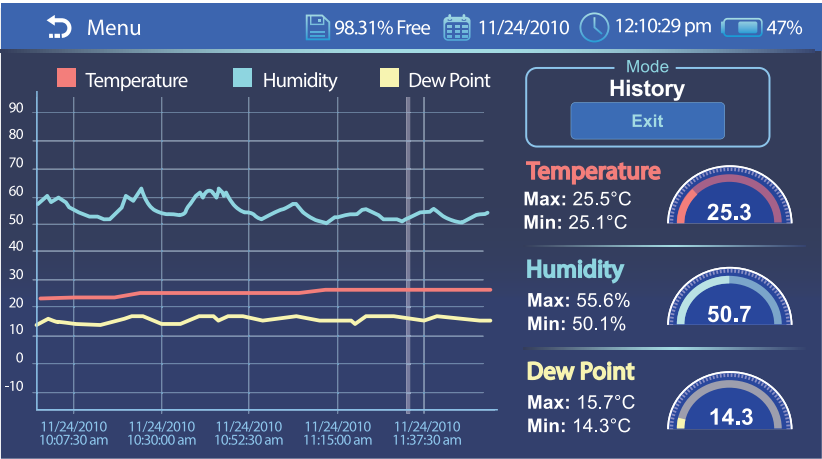 Menu 98.31% Free 11/24/2010 12:10:29 pm 47%
Temperature Humidity Dew Point
90
80
70
60
50
40
30
20
10
0
-10
11/24/2010 11/24/2010 11/24/2010 11/24/2010 11/24/2010
10:07:30 am 10:30:00 am 10:52:30 am 11:15:00 am 11:37:30 am
Mode
History
Exit
Temperature
Max: 25.5°C
Min: 25.1°C
25.3
Humidity
Max: 55.6%
Min: 50.1%
50.7
Dew Point
Max: 15.7°C
Min: 14.3°C
14.3